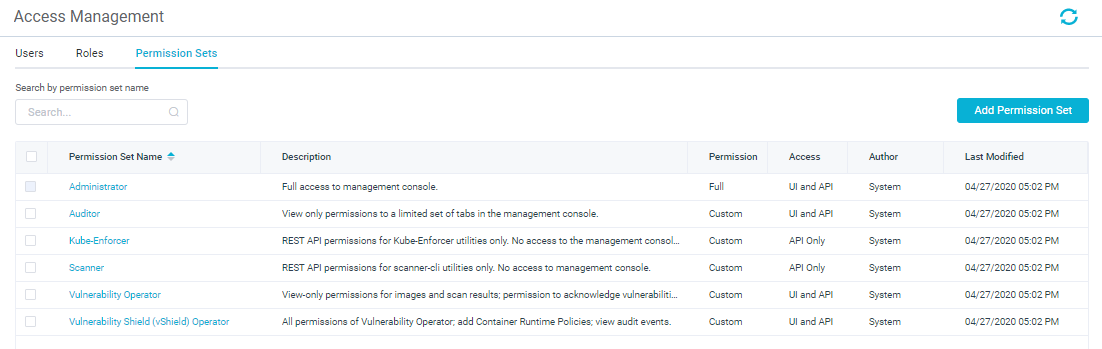 Access Management
Users Roles Permission Sets
Search by permission set name
Search...
Add Permission Set
Permission Set Name Description Permission Access Author Last Modified
Administrator Full access to management console. Full UI and API System 04/27/2020 05:02 PM
Auditor View only permissions to a limited set of tabs in the management console. Custom UI and API System 04/27/2020 05:02 PM
Kube-Enforcer REST API permissions for Kube-Enforcer utilities only. No access to the management consol... Custom API Only System 04/27/2020 05:02 PM
Scanner REST API permissions for scanner-cli utilities only. No access to management console. Custom API Only System 04/27/2020 05:02 PM
Vulnerability Operator View-only permissions for images and scan results; permission to acknowledge vulnerabiliti... Custom UI and API System 04/27/2020 05:02 PM
Vulnerability Shield (vShield) Operator All permissions of Vulnerability Operator; add Container Runtime Policies; view audit events. Custom UI and API System 04/27/2020 05:02 PM